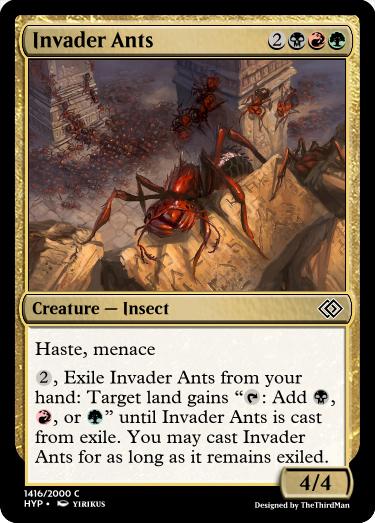 Invader Ants 2
Creature — Insect
Haste, menace
2, Exile Invader Ants from your
hand: Target land gains “: Add ,
, or ” until Invader Ants is cast
from exile. You may cast Invader
Ants for as long as it remains exiled.
4/4
1416/2000 C
HYP • YIRIKUS
Designed by TheThirdMan